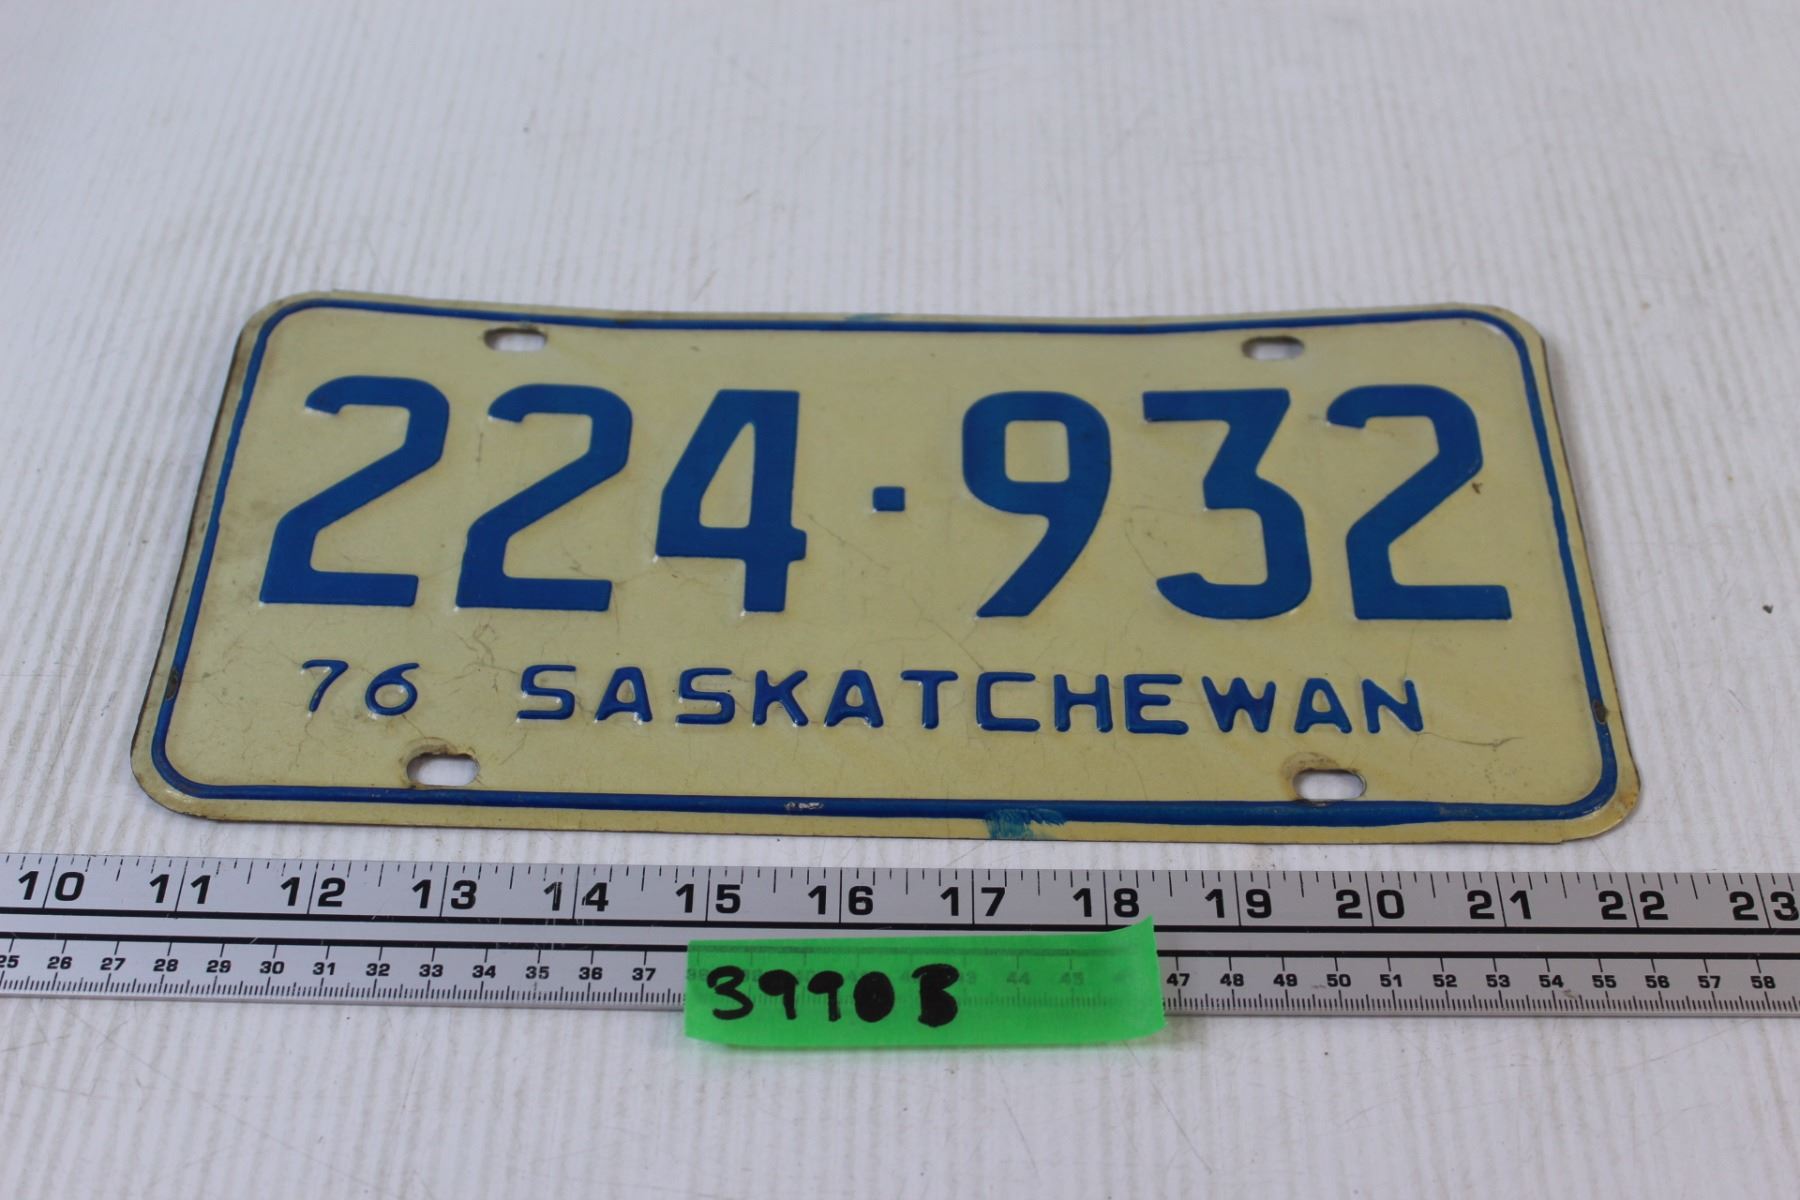 224·932
76 SASKATCHEWAN
10 11 12 13 14 15 16 17 18 19 20 21 22 23
25 26 27 28 29 30 31 32 33 34 35 36 37 44 45 47 48 49 50 51 52 53 54 55 56 57 58
3990B